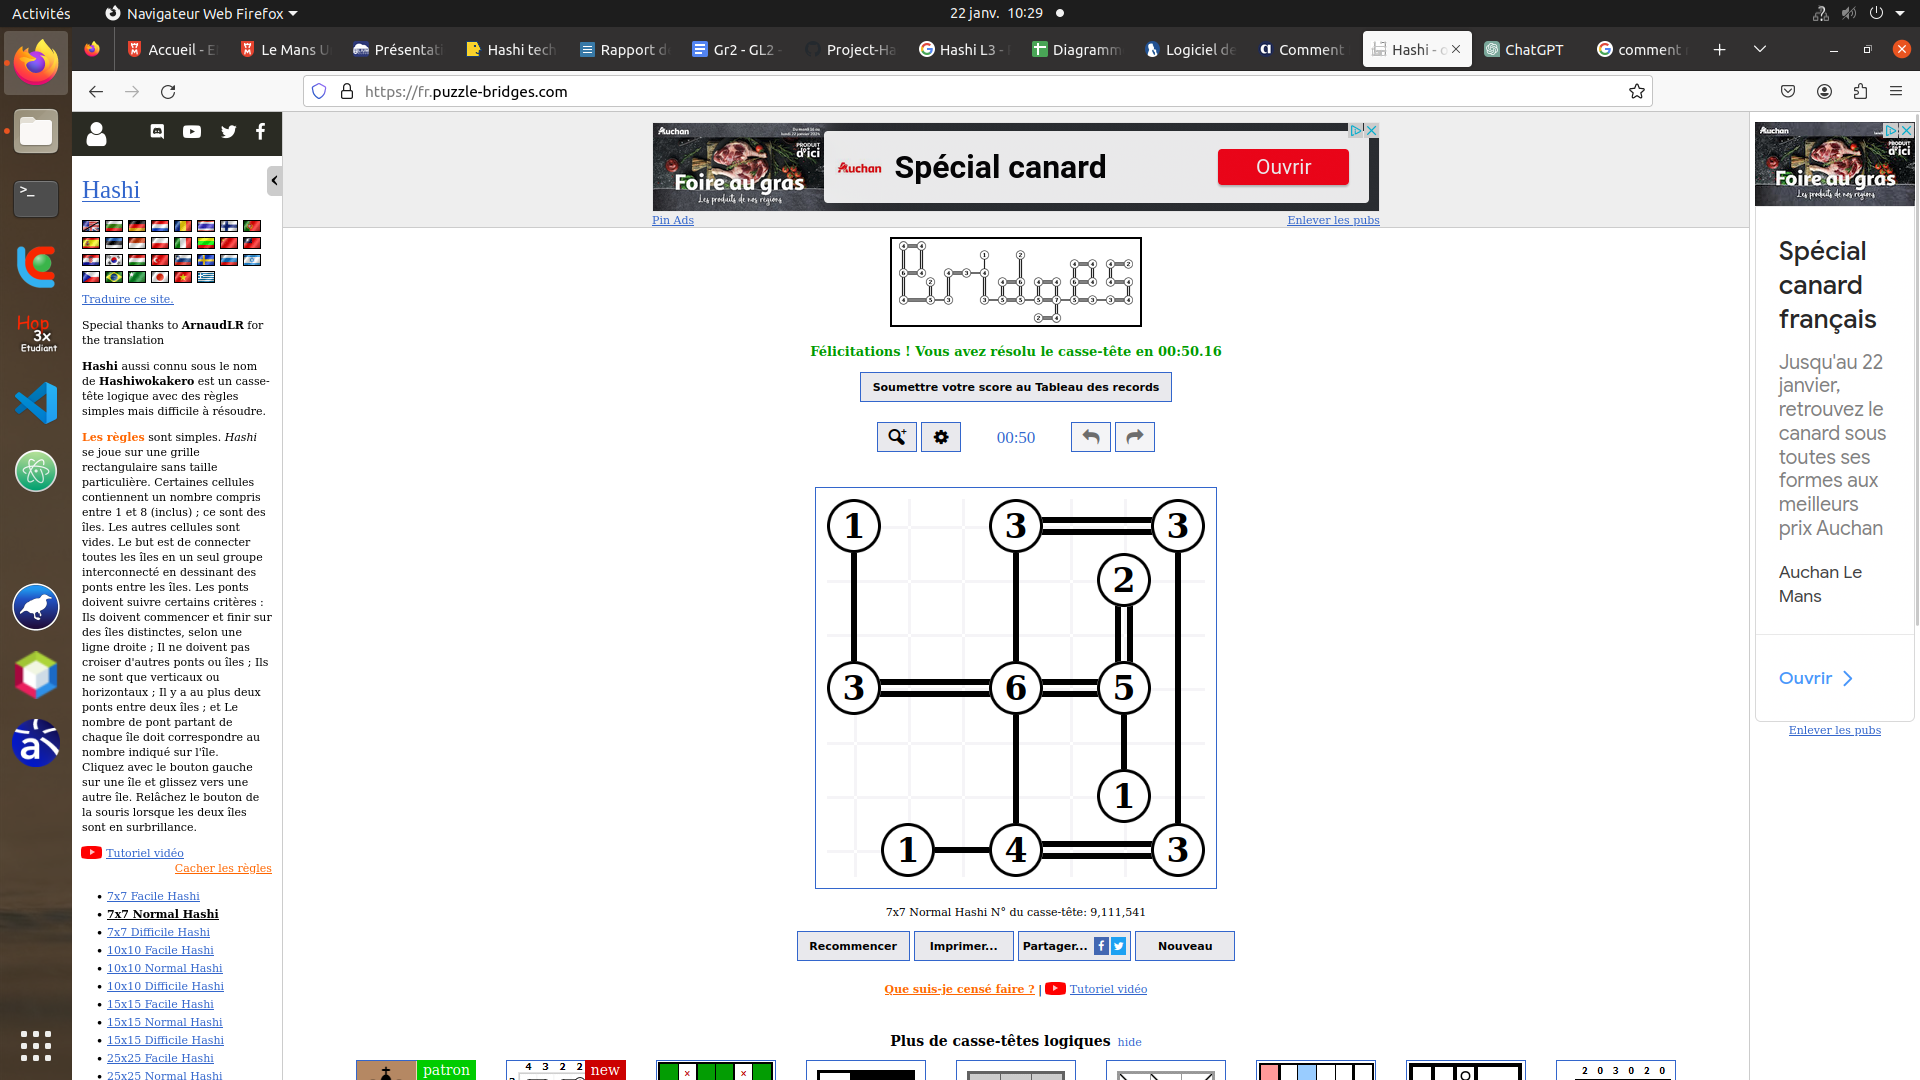 Activités
Navigateur Web Firefox
22 janv. 10:29
Accueil - E
Le Mans U
Présentati
Hashi tech
Rapport d
Gr2 - GL2 -
Project-Ha
Hashi L3 -
Diagramm
Logiciel de
Comment
Hashi - o
ChatGPT
comment
https://fr.puzzle-bridges.com
Hashi
Traduire ce site.
Special thanks to ArnaudLR for
the translation
Hashi aussi connu sous le nom
de Hashiwokakero est un casse-
tête logique avec des règles
simples mais difficile à résoudre.
Les règles sont simples. Hashi
se joue sur une grille
rectangulaire sans taille
particulière. Certaines cellules
contiennent un nombre compris
entre 1 et 8 (inclus) ; ce sont des
îles. Les autres cellules sont
vides. Le but est de connecter
toutes les îles en un seul groupe
interconnecté en dessinant des
ponts entre les îles. Les ponts
doivent suivre certains critères :
Ils doivent commencer et finir sur
des îles distinctes, selon une
ligne droite ; Il ne doivent pas
croiser d'autres ponts ou îles ; Ils
ne sont que verticaux ou
horizontaux ; Il y a au plus deux
ponts entre deux îles ; et Le
nombre de pont partant de
chaque île doit correspondre au
nombre indiqué sur l'île.
Cliquez avec le bouton gauche
sur une île et glissez vers une
autre île. Relâchez le bouton de
la souris lorsque les deux îles
sont en surbrillance.
Tutoriel vidéo
Cacher les règles
7x7 Facile Hashi
7x7 Normal Hashi
7x7 Difficile Hashi
10x10 Facile Hashi
10x10 Normal Hashi
10x10 Difficile Hashi
15x15 Facile Hashi
15x15 Normal Hashi
15x15 Difficile Hashi
25x25 Facile Hashi
25x25 Normal Hashi
Hop
3x
Etudiant
Auchan
PRODUIT d'ici
Foire au gras
Les produits de nos régions
Auchan
Spécial canard
Ouvrir
Pin Ads
Enlever les pubs
Félicitations ! Vous avez résolu le casse-tête en 00:50.16
Soumettre votre score au Tableau des records
00:50
1 3 3
2
3 6 5
1
1 4 3
7x7 Normal Hashi N° du casse-tête: 9,111,541
Recommencer
Imprimer...
Partager...
Nouveau
Que suis-je censé faire ? | Tutoriel vidéo
Plus de casse-têtes logiques hide
patron
4 3 2 2
new
2 0 3 0 2 0
Auchan
PRODUIT d'ici
Foire au gras
Les produits de nos régions
Spécial
canard
français
Jusqu'au 22
janvier,
retrouvez le
canard sous
toutes ses
formes aux
meilleurs
prix Auchan
Auchan Le
Mans
Ouvrir
Enlever les pubs